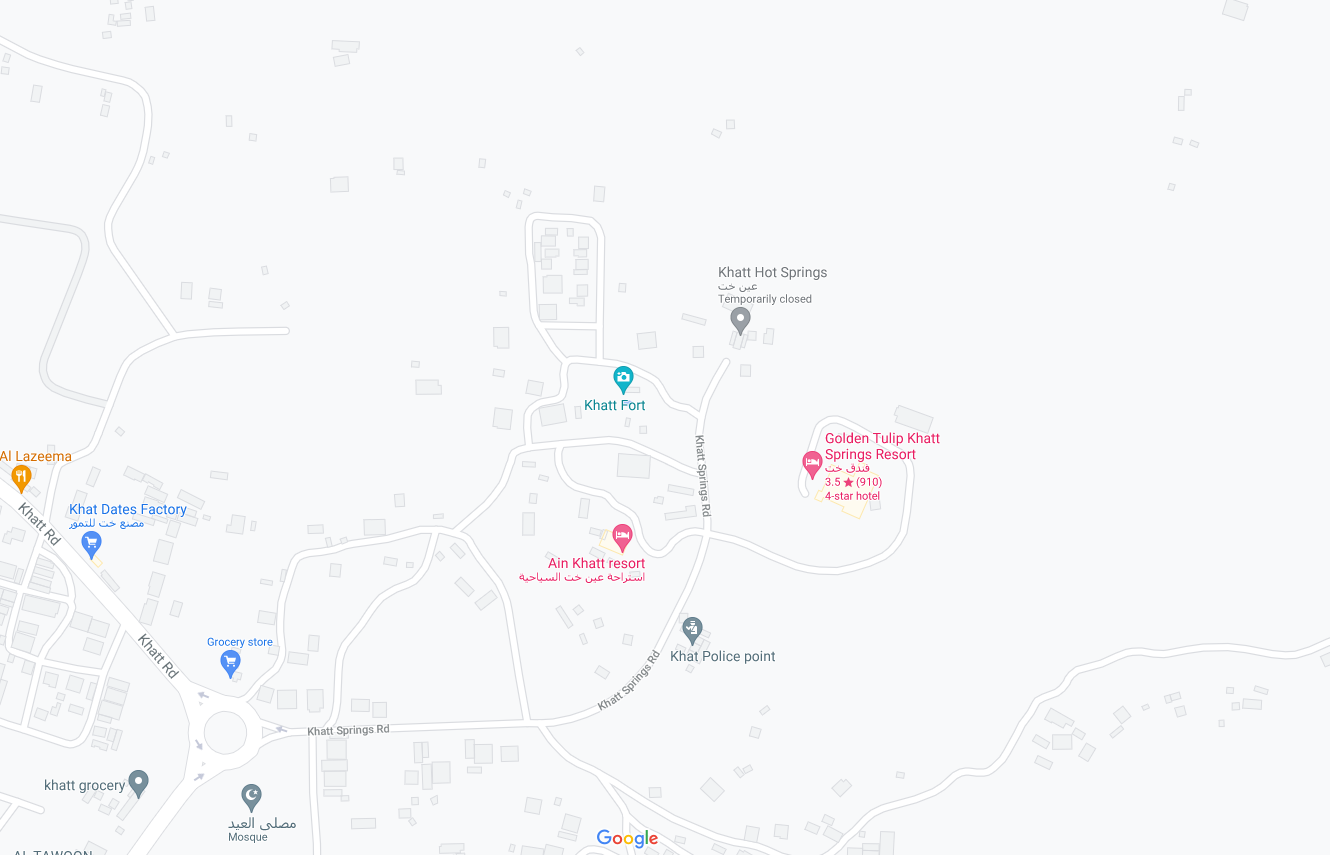 Khatt Hot Springs
عين خت
Temporarily closed
Khatt Fort
Golden Tulip Khatt
Springs Resort
فندق خت
3.5 ★ (910)
4-star hotel
Khatt Springs Rd
Al Lazeema
Khatt Rd
Khat Dates Factory
مصنع خت للتمور
Ain Khatt resort
استراحة عين خت السياحية
Grocery store
Khatt Rd
Khat Police point
Khatt Springs Rd
Khatt Springs Rd
khatt grocery
مصلى العيد
Mosque
Google
AL TAWOON